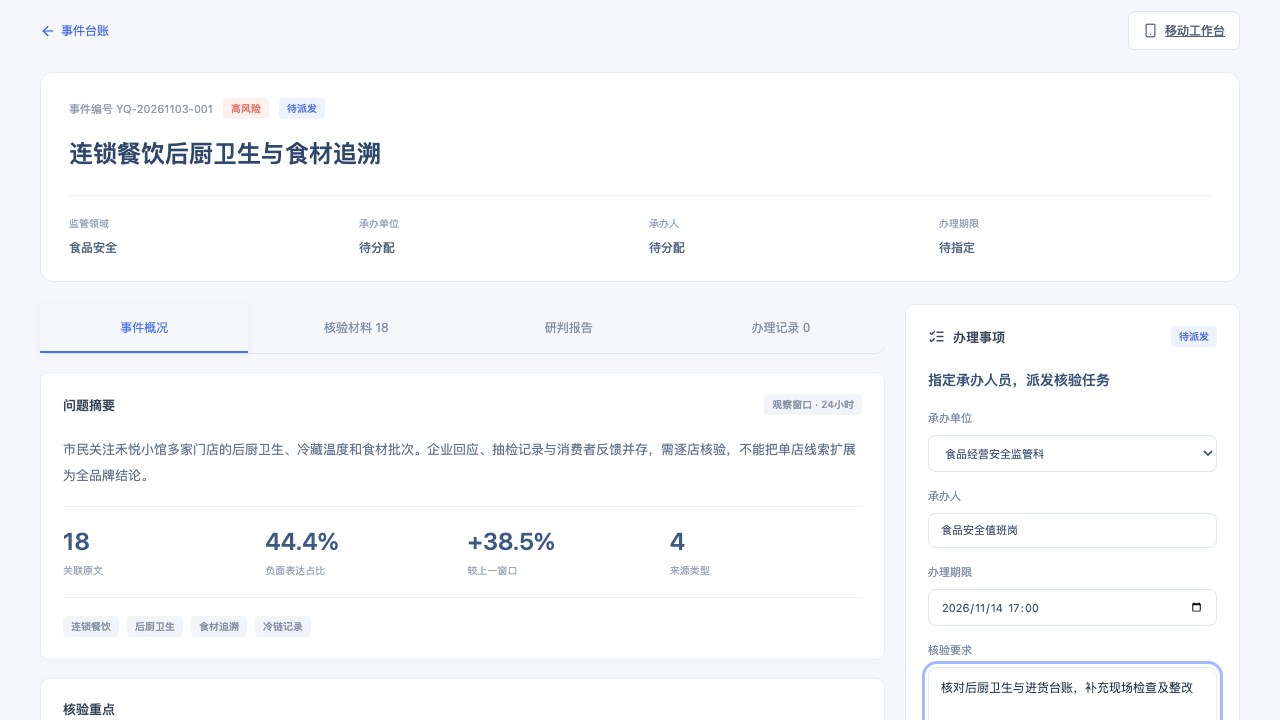 事件台账
移动工作台
事件编号 YQ-20261103-001 高风险 待派发
连锁餐饮后厨卫生与食材追溯
监管领域 承办单位 承办人 办理期限
食品安全 待分配 待分配 待指定
事件概况 核验材料 18 研判报告 办理记录 0
问题摘要 观察窗口 · 24小时
市民关注禾悦小馆多家门店的后厨卫生、冷藏温度和食材批次。企业回应、抽检记录与消费者反馈并存，需逐店核验，不能把单店线索扩展
为全品牌结论。
18 44.4% +38.5% 4
关联原文 负面表达占比 较上一窗口 来源类型
连锁餐饮 后厨卫生 食材追溯 冷链记录
核验重点
办理事项 待派发
指定承办人员，派发核验任务
承办单位
食品经营安全监管科
承办人
食品安全值班岗
办理期限
2026/11/14 17:00
核验要求
核对后厨卫生与进货台账，补充现场检查及整改